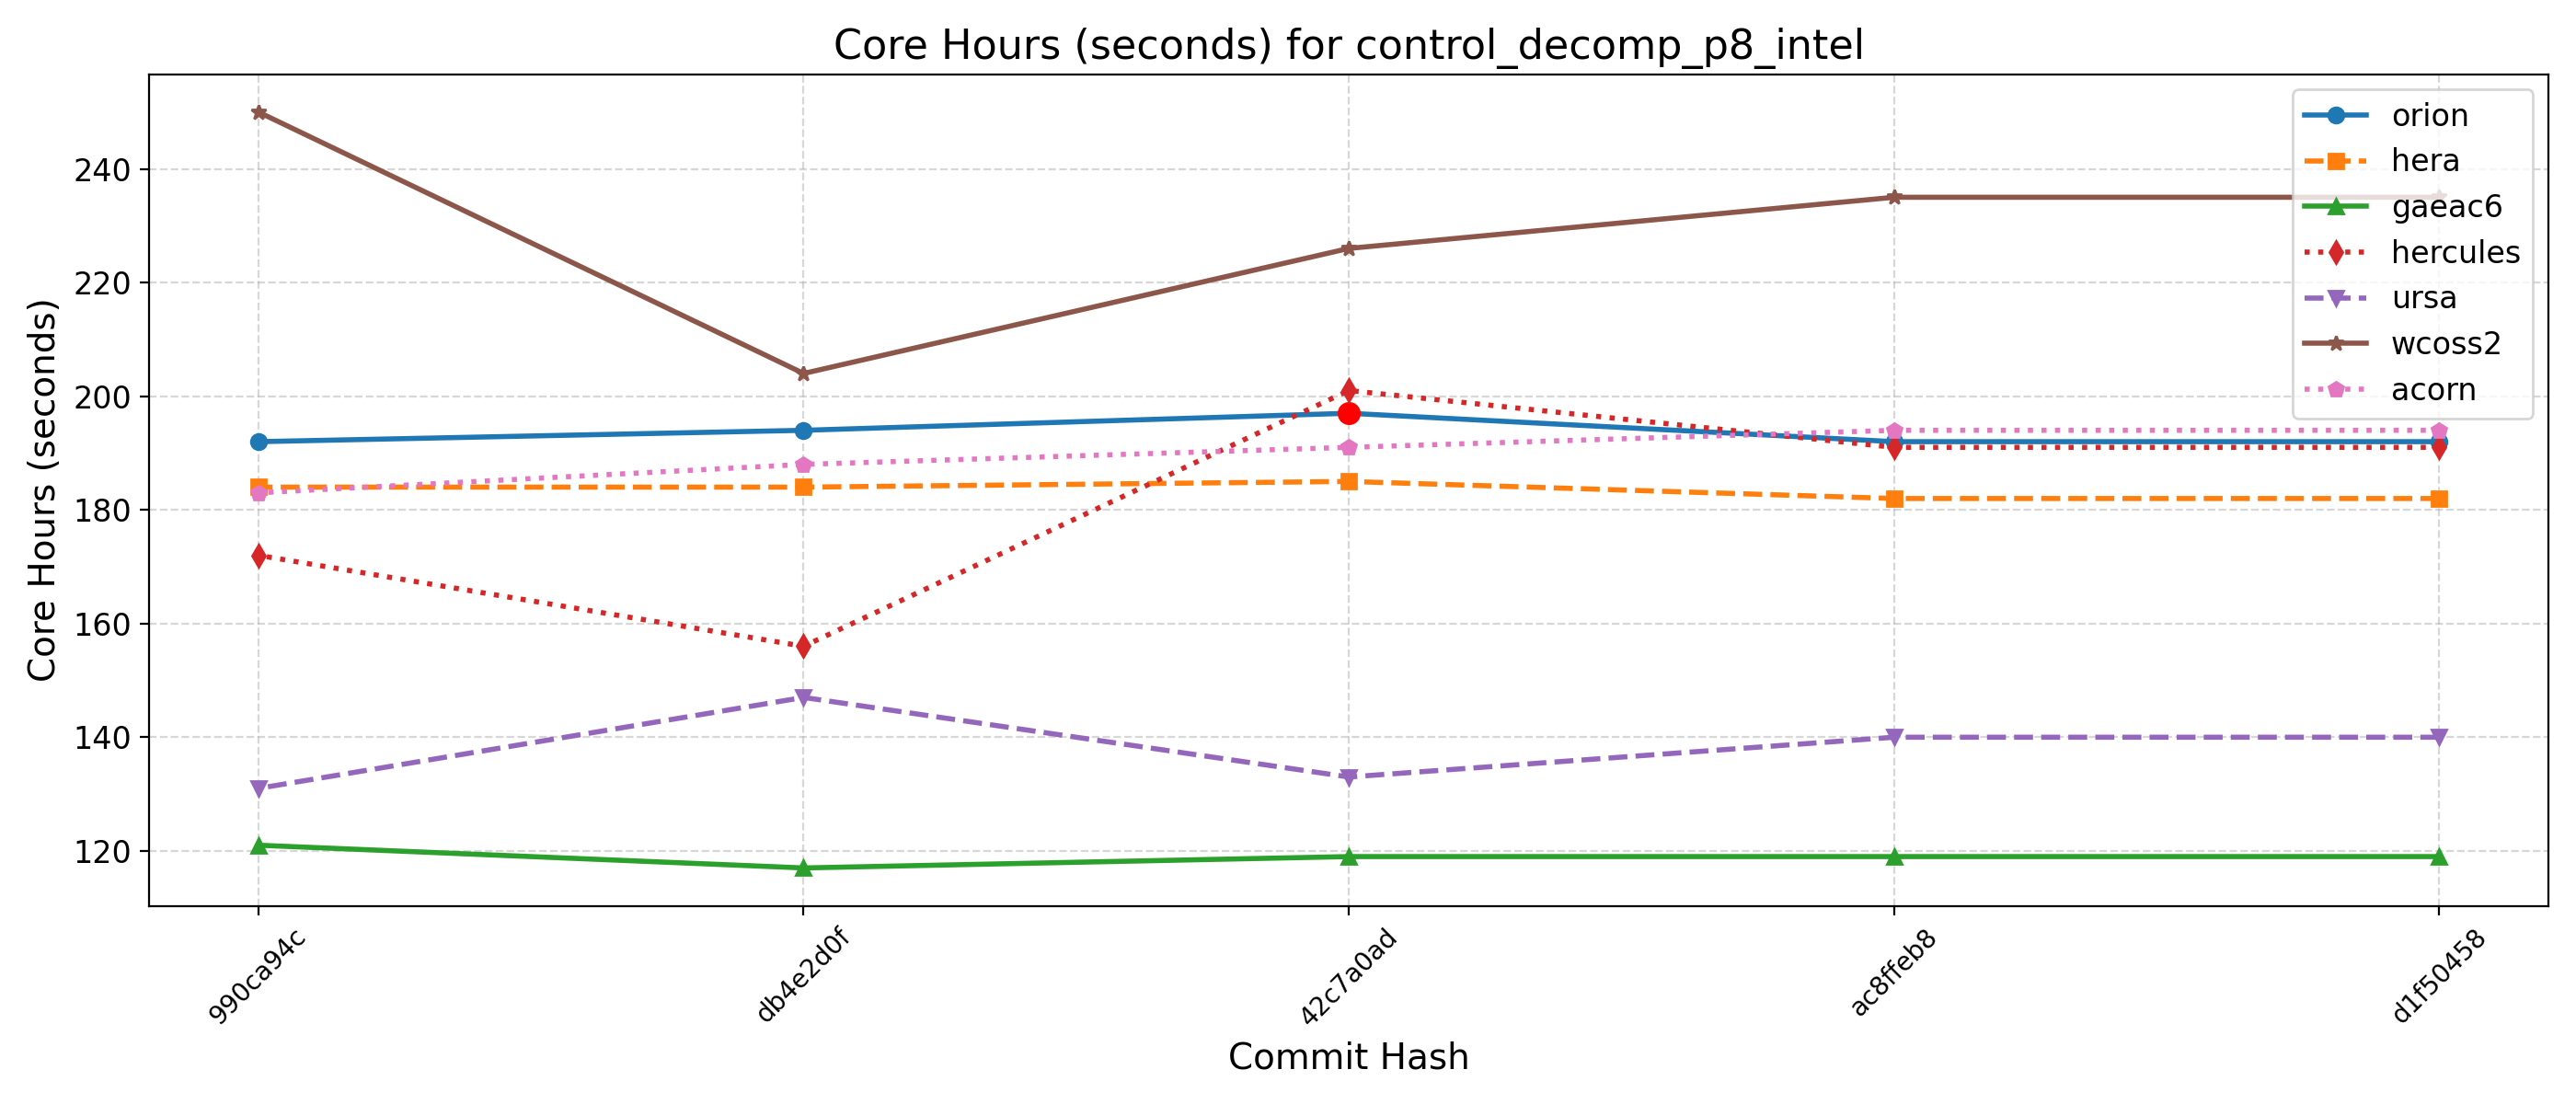 Core Hours (seconds) for control_decomp_p8_intel
Core Hours (seconds)
240
220
200
180
160
140
120
orion
hera
gaeac6
hercules
ursa
wcoss2
acorn
990ca94c
db4e2d0f
42c7a0ad
ac8ffeb8
d1f50458
Commit Hash